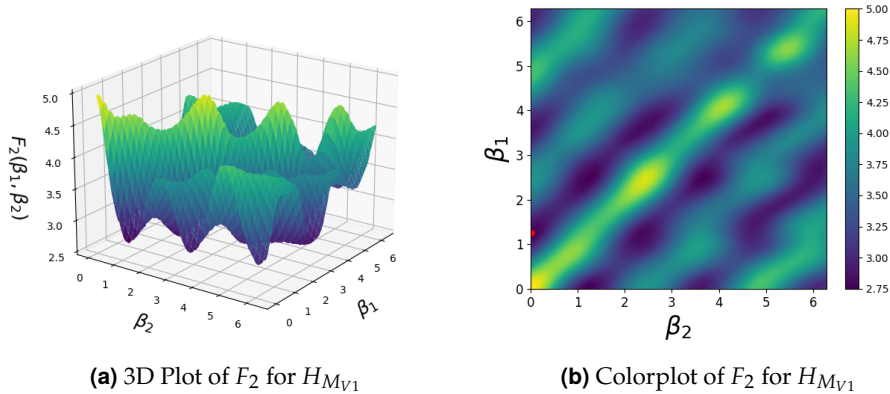 5.0
4.5
4.0
3.5
3.0
2.5
F₂(β₁, β₂)
0 1 2 3 4 5 6
β₂
0 1 2 3 4 5 6
β₁
(a) 3D Plot of F₂ for H_{M_{V1}}
6
5
4
3
2
1
0
β₁
0 1 2 3 4 5 6
β₂
5.00
4.75
4.50
4.25
4.00
3.75
3.50
3.25
3.00
2.75
(b) Colorplot of F₂ for H_{M_{V1}}